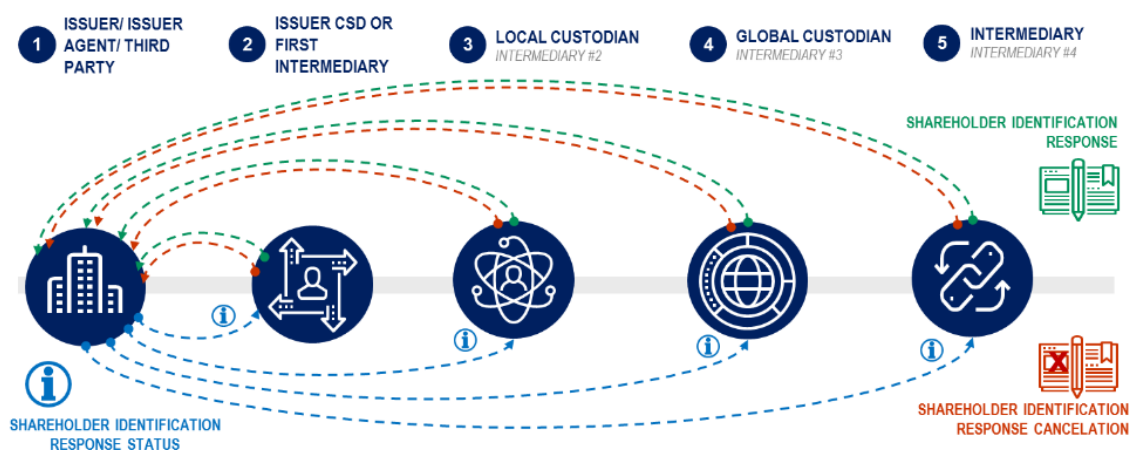 1
ISSUER/ ISSUER
AGENT/ THIRD
PARTY
2
ISSUER CSD OR
FIRST
INTERMEDIARY
3
LOCAL CUSTODIAN
INTERMEDIARY #2
4
GLOBAL CUSTODIAN
INTERMEDIARY #3
5
INTERMEDIARY
INTERMEDIARY #4
SHAREHOLDER IDENTIFICATION
RESPONSE
i
i
i
i
i
X
SHAREHOLDER IDENTIFICATION
RESPONSE STATUS
SHAREHOLDER IDENTIFICATION
RESPONSE CANCELATION